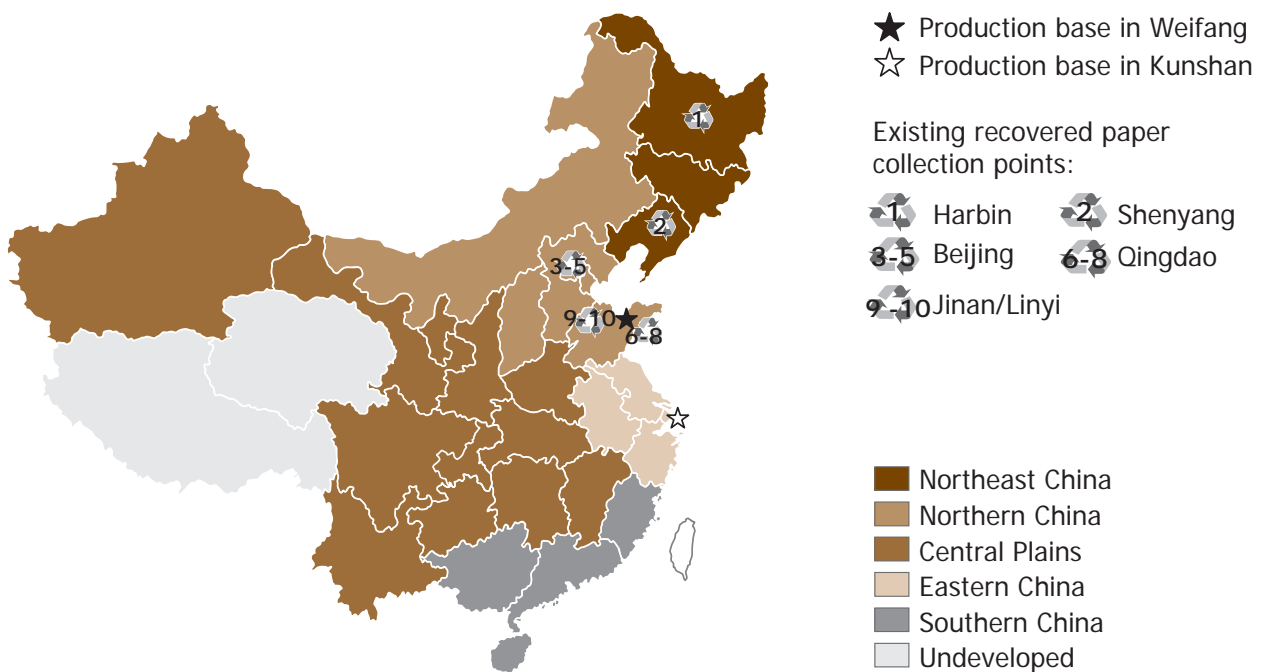 Production base in Weifang
Production base in Kunshan
Existing recovered paper
collection points:
1 Harbin
2 Shenyang
3-5 Beijing
6-8 Qingdao
9 -10 Jinan/Linyi
1
2
3-5
9-10
6-8
Northeast China
Northern China
Central Plains
Eastern China
Southern China
Undeveloped